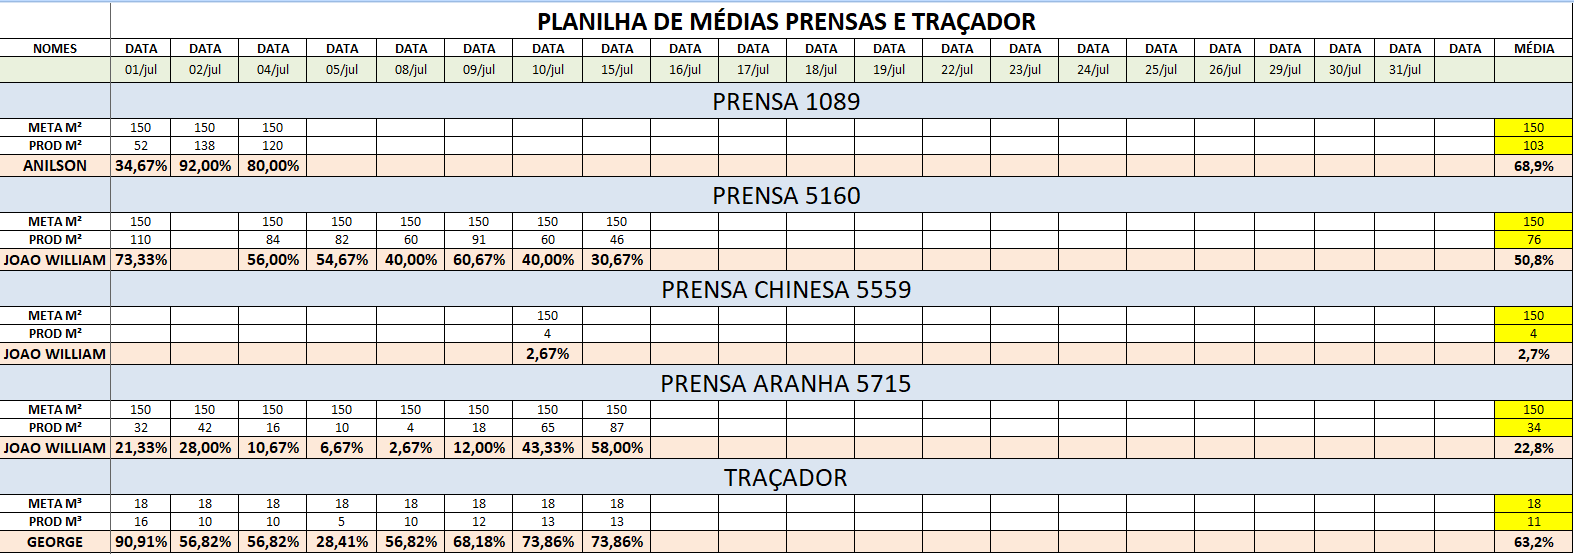 PLANILHA DE MÉDIAS PRENSAS E TRAÇADOR
NOMES DATA DATA DATA DATA DATA DATA DATA DATA DATA DATA DATA DATA DATA DATA DATA DATA DATA DATA DATA DATA DATA MÉDIA
01/jul 02/jul 04/jul 05/jul 08/jul 09/jul 10/jul 15/jul 16/jul 17/jul 18/jul 19/jul 22/jul 23/jul 24/jul 25/jul 26/jul 29/jul 30/jul 31/jul
PRENSA 1089
META M² 150 150 150 150
PROD M² 52 138 120 103
ANILSON 34,67% 92,00% 80,00% 68,9%
PRENSA 5160
META M² 150 150 150 150 150 150 150 150
PROD M² 110 84 82 60 91 60 46 76
JOAO WILLIAM 73,33% 56,00% 54,67% 40,00% 60,67% 40,00% 30,67% 50,8%
PRENSA CHINESA 5559
META M² 150 150
PROD M² 4 4
JOAO WILLIAM 2,67% 2,7%
PRENSA ARANHA 5715
META M² 150 150 150 150 150 150 150 150 150
PROD M² 32 42 16 10 4 18 65 87 34
JOAO WILLIAM 21,33% 28,00% 10,67% 6,67% 2,67% 12,00% 43,33% 58,00% 22,8%
TRAÇADOR
META M³ 18 18 18 18 18 18 18 18 18
PROD M³ 16 10 10 5 10 12 13 13 11
GEORGE 90,91% 56,82% 56,82% 28,41% 56,82% 68,18% 73,86% 73,86% 63,2%